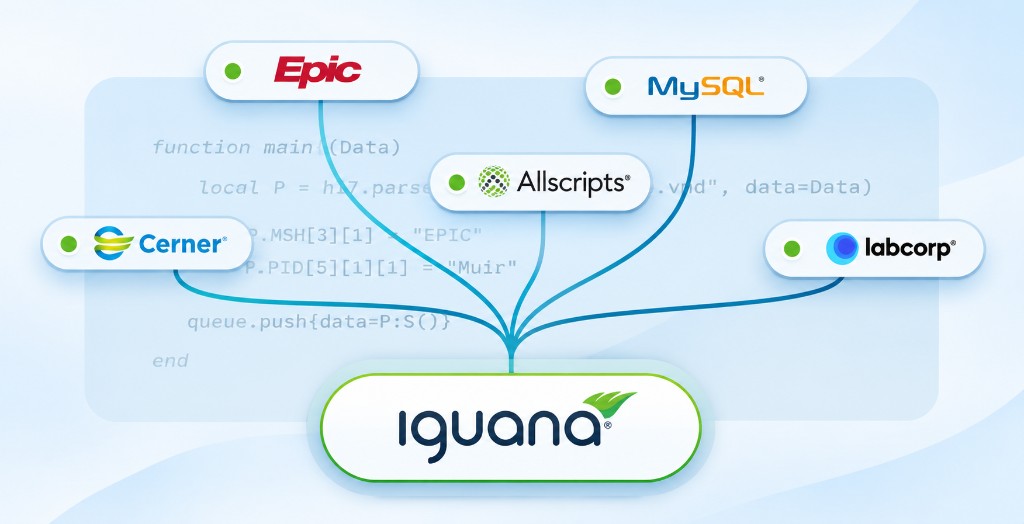 Epic
MySQL®
function main (Data)
Allscripts®
local P = hl7.parse .vmd", data=Data)
Cerner®
P.MSH[3][1] = "EPIC"
labcorp®
P.PID[5][1][1] = "Muir"
queue.push{data=P:S()}
end
iguana®